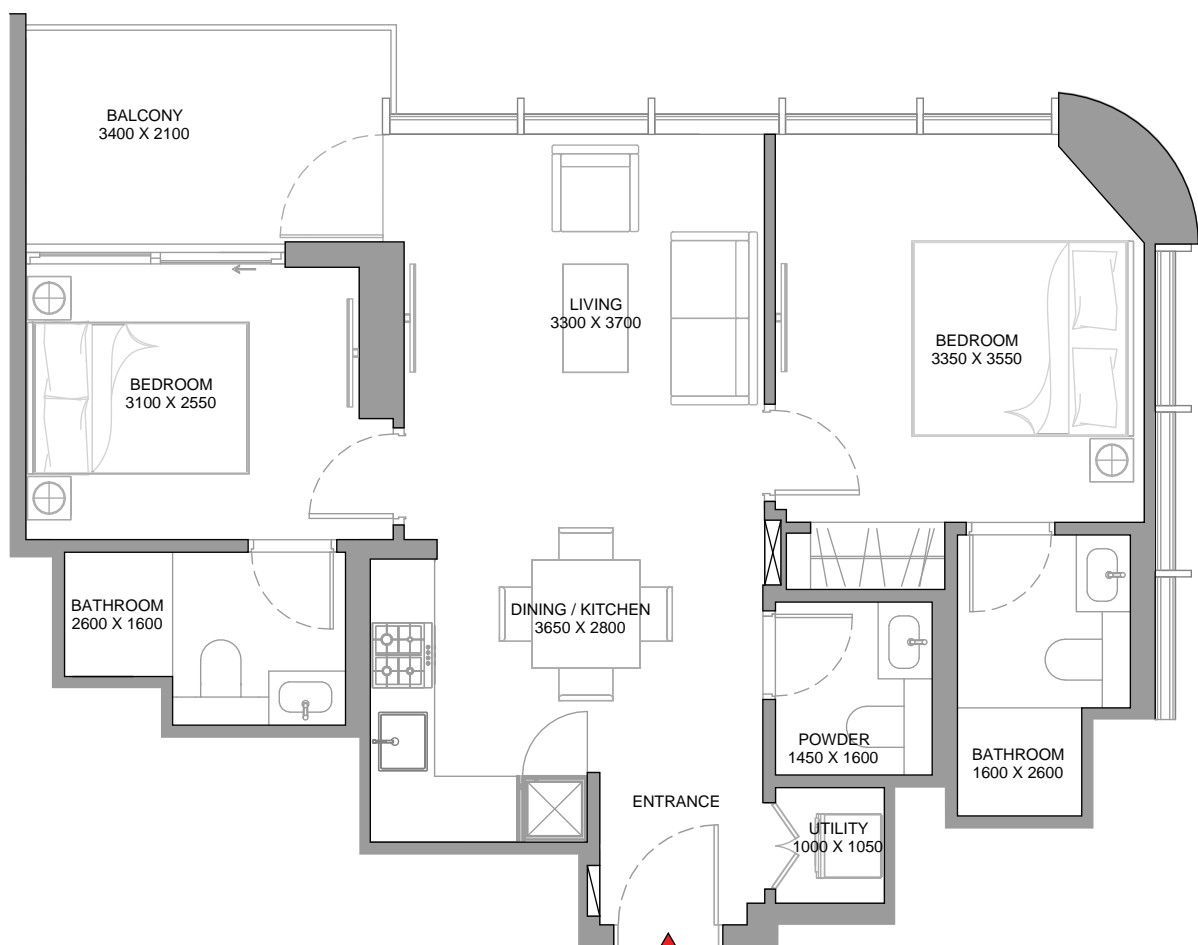 BALCONY
3400 X 2100
LIVING
3300 X 3700
BEDROOM
3350 X 3550
BEDROOM
3100 X 2550
BATHROOM
2600 X 1600
DINING / KITCHEN
3650 X 2800
POWDER
1450 X 1600
BATHROOM
1600 X 2600
ENTRANCE
UTILITY
1000 X 1050